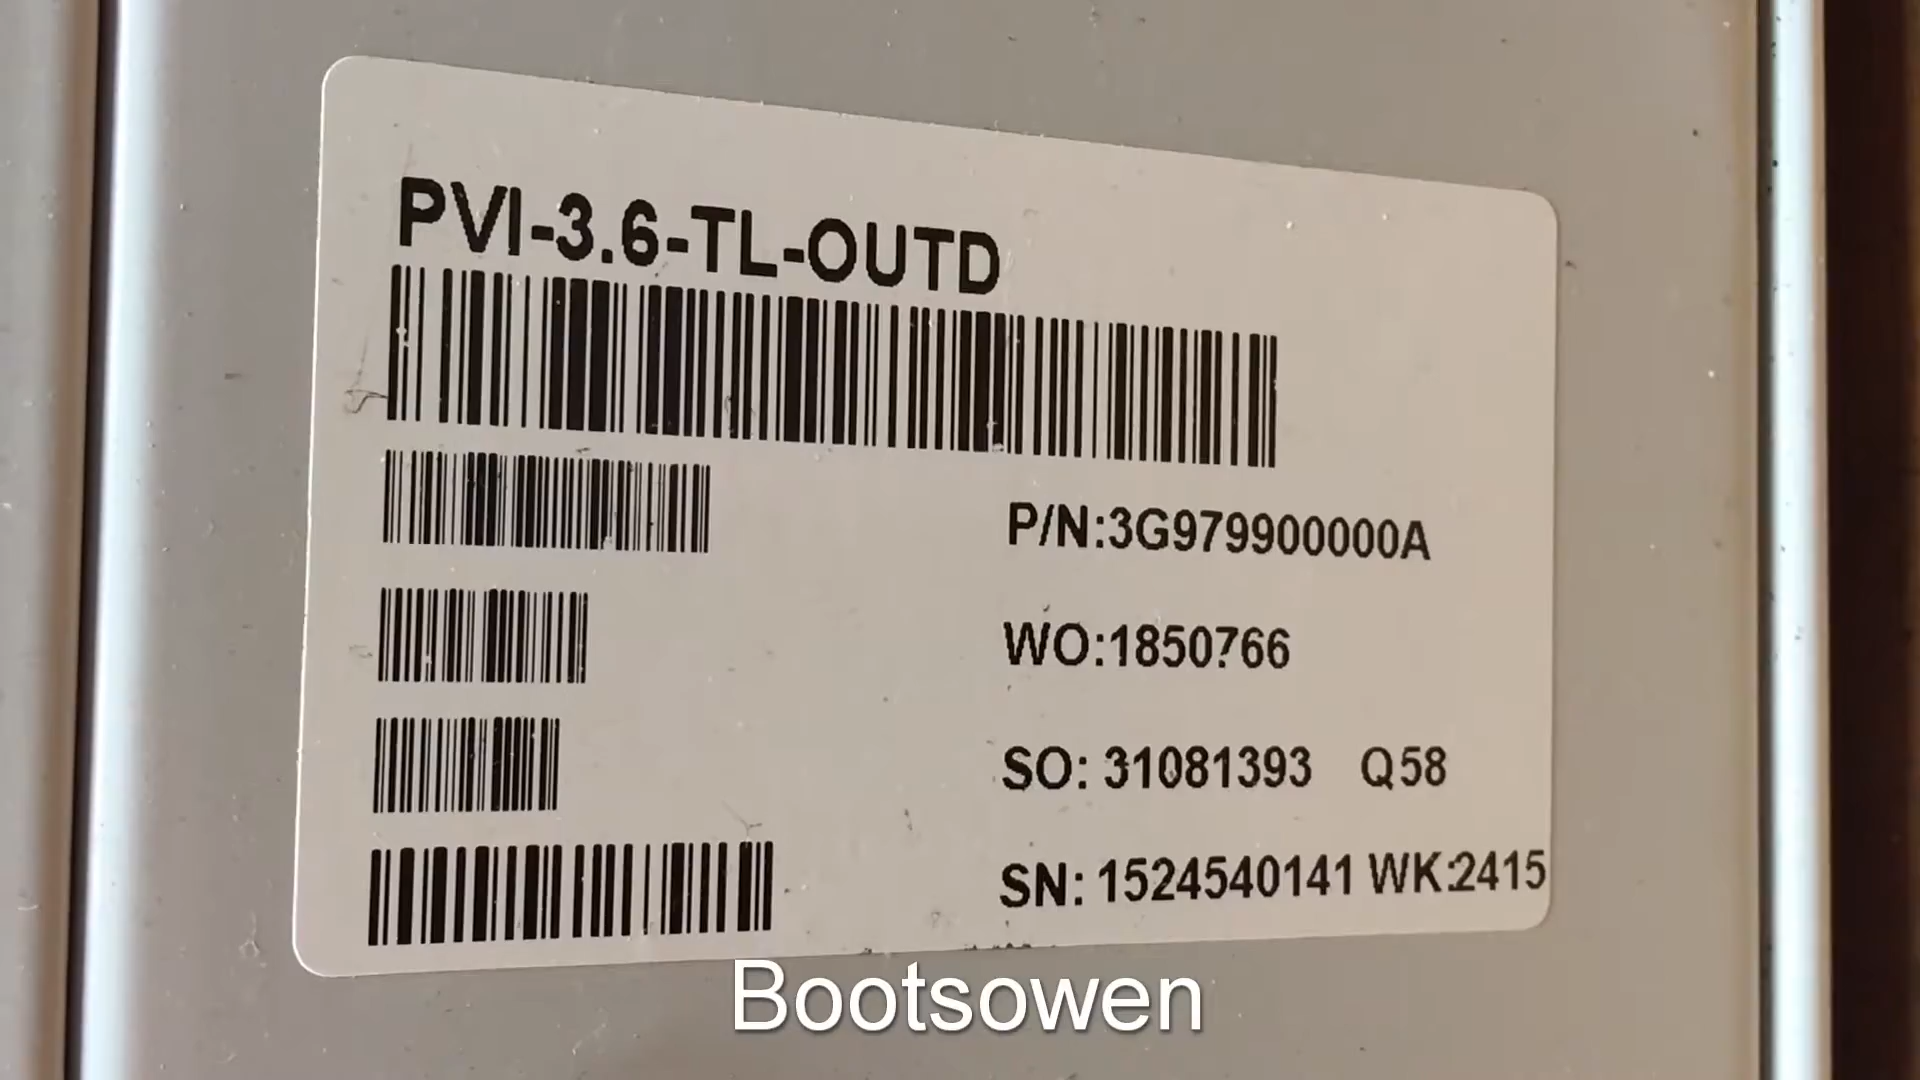 PVI-3.6-TL-OUTD
P/N:3G979900000A
WO:1850766
SO: 31081393 Q58
SN: 1524540141 WK:2415
Bootsowen